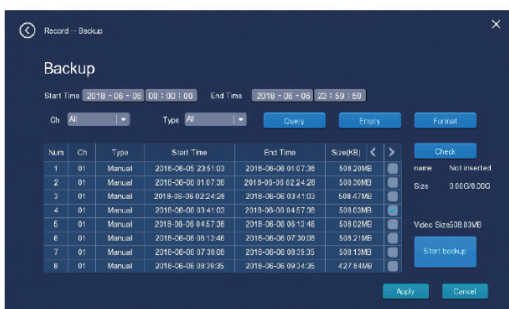 Record -- Backup
Backup
Start Time 2018 - 06 - 06 00 : 00 : 00 End Time 2018 - 06 - 06 23 : 59 : 59
Ch All Type All Query Empty Format
Num Ch Type Start Time End Time Size(KB) < > Check
1 01 Manual 2018-06-05 23:51:03 2018-06-06 01:07:38 508.20MB name Not inserted
2 01 Manual 2018-06-06 01:07:38 2018-06-06 02:24:28 508.30MB Size 0.00G/0.00G
3 01 Manual 2018-06-06 02:24:28 2018-06-06 03:41:03 508.47MB
4 01 Manual 2018-06-06 03:41:03 2018-06-06 04:57:38 508.03MB
5 01 Manual 2018-06-06 04:57:38 2018-06-06 06:13:46 508.02MB Video Size508.03MB
6 01 Manual 2018-06-06 06:13:46 2018-06-06 07:30:08 508.21MB
7 01 Manual 2018-06-06 07:30:08 2018-06-06 08:39:35 508.13MB Start backup
8 01 Manual 2018-06-06 08:39:35 2018-06-06 09:34:35 427.84MB
Apply Cancel